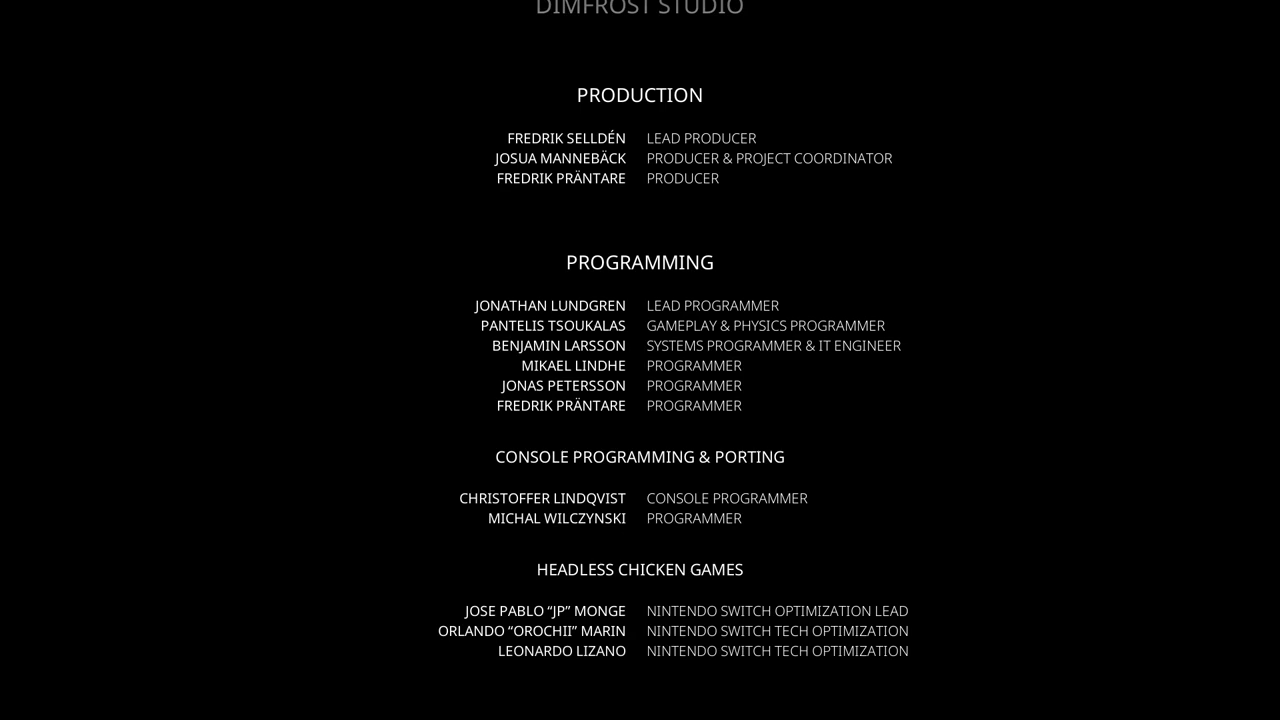 DIMFROST STUDIO
PRODUCTION
FREDRIK SELLDÉN LEAD PRODUCER
JOSUA MANNEBÄCK PRODUCER & PROJECT COORDINATOR
FREDRIK PRÄNTARE PRODUCER
PROGRAMMING
JONATHAN LUNDGREN LEAD PROGRAMMER
PANTELIS TSOUKALAS GAMEPLAY & PHYSICS PROGRAMMER
BENJAMIN LARSSON SYSTEMS PROGRAMMER & IT ENGINEER
MIKAEL LINDHE PROGRAMMER
JONAS PETERSSON PROGRAMMER
FREDRIK PRÄNTARE PROGRAMMER
CONSOLE PROGRAMMING & PORTING
CHRISTOFFER LINDQVIST CONSOLE PROGRAMMER
MICHAL WILCZYNSKI PROGRAMMER
HEADLESS CHICKEN GAMES
JOSE PABLO “JP” MONGE NINTENDO SWITCH OPTIMIZATION LEAD
ORLANDO “OROCHII” MARIN NINTENDO SWITCH TECH OPTIMIZATION
LEONARDO LIZANO NINTENDO SWITCH TECH OPTIMIZATION